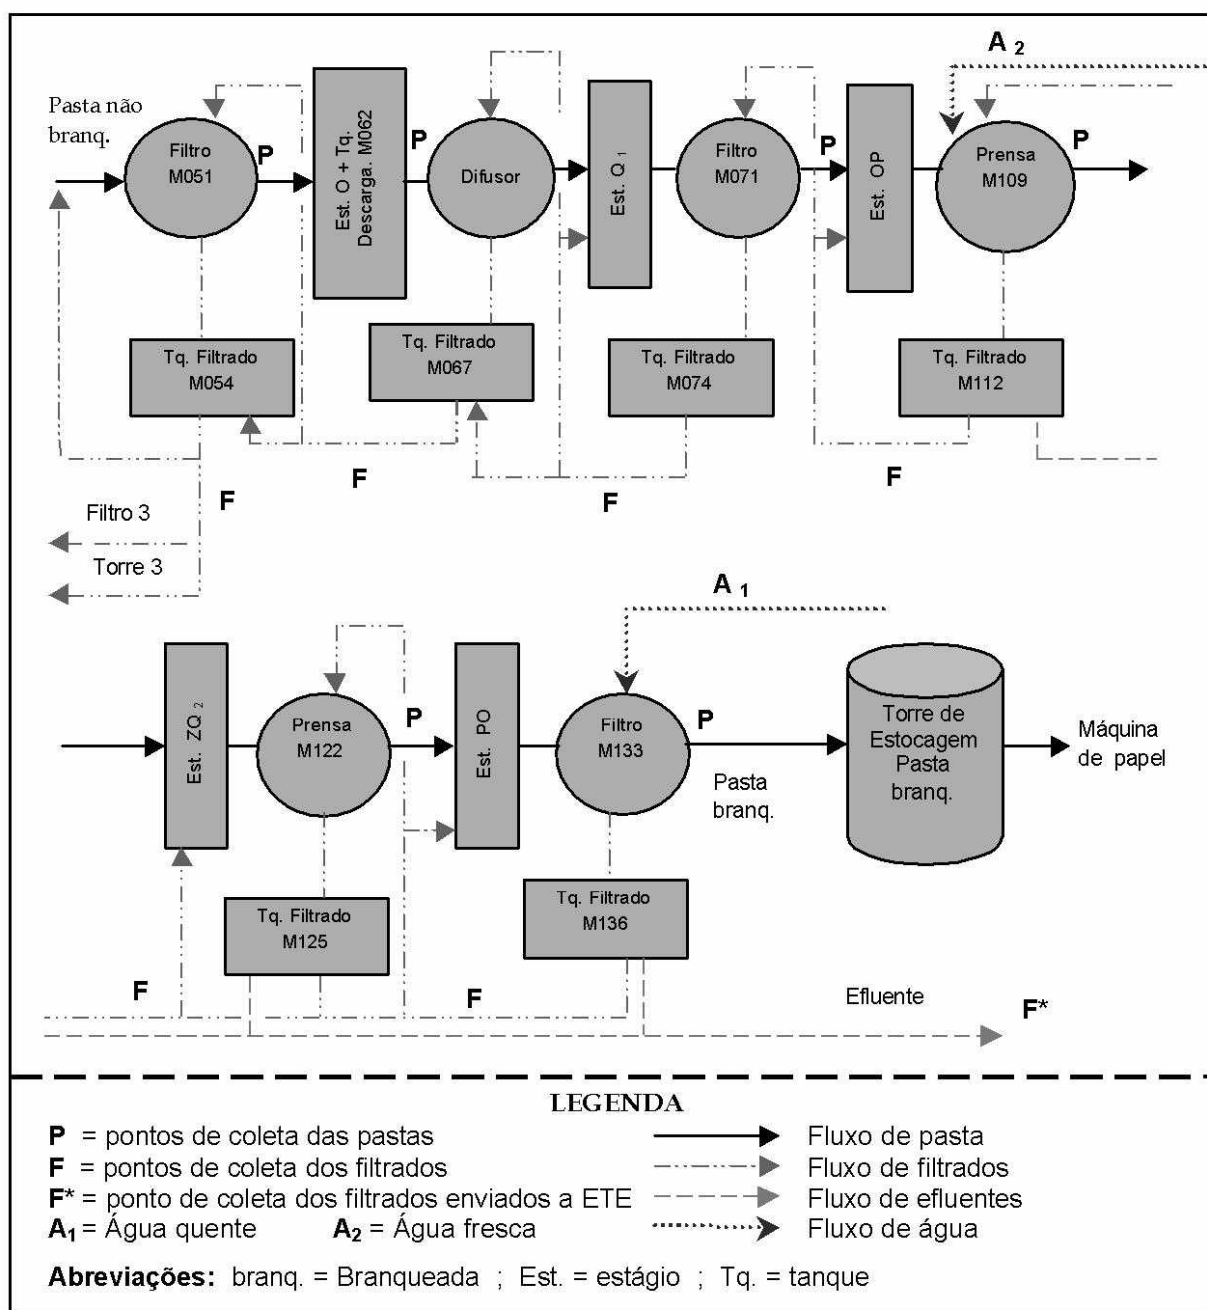 A 2
Pasta não
branq.
Filtro
M051
P
Est. O + Tq.
Descarga. M062
P
Difusor
Est. Q 1
Filtro
M071
P
Est. OP
Prensa
M109
P
Tq. Filtrado
M054
Tq. Filtrado
M067
Tq. Filtrado
M074
Tq. Filtrado
M112
F
F
F
F
Filtro 3
Torre 3
A 1
Est. ZQ 2
Prensa
M122
P
Est. PO
Filtro
M133
P
Pasta
branq.
Torre de
Estocagem
Pasta
branq.
Máquina
de papel
Tq. Filtrado
M125
Tq. Filtrado
M136
F
F
Efluente
F*
LEGENDA
P = pontos de coleta das pastas
Fluxo de pasta
F = pontos de coleta dos filtrados
Fluxo de filtrados
F* = ponto de coleta dos filtrados enviados a ETE
Fluxo de efluentes
A1 = Água quente A2 = Água fresca
Fluxo de água
Abreviações: branq. = Branqueada ; Est. = estágio ; Tq. = tanque